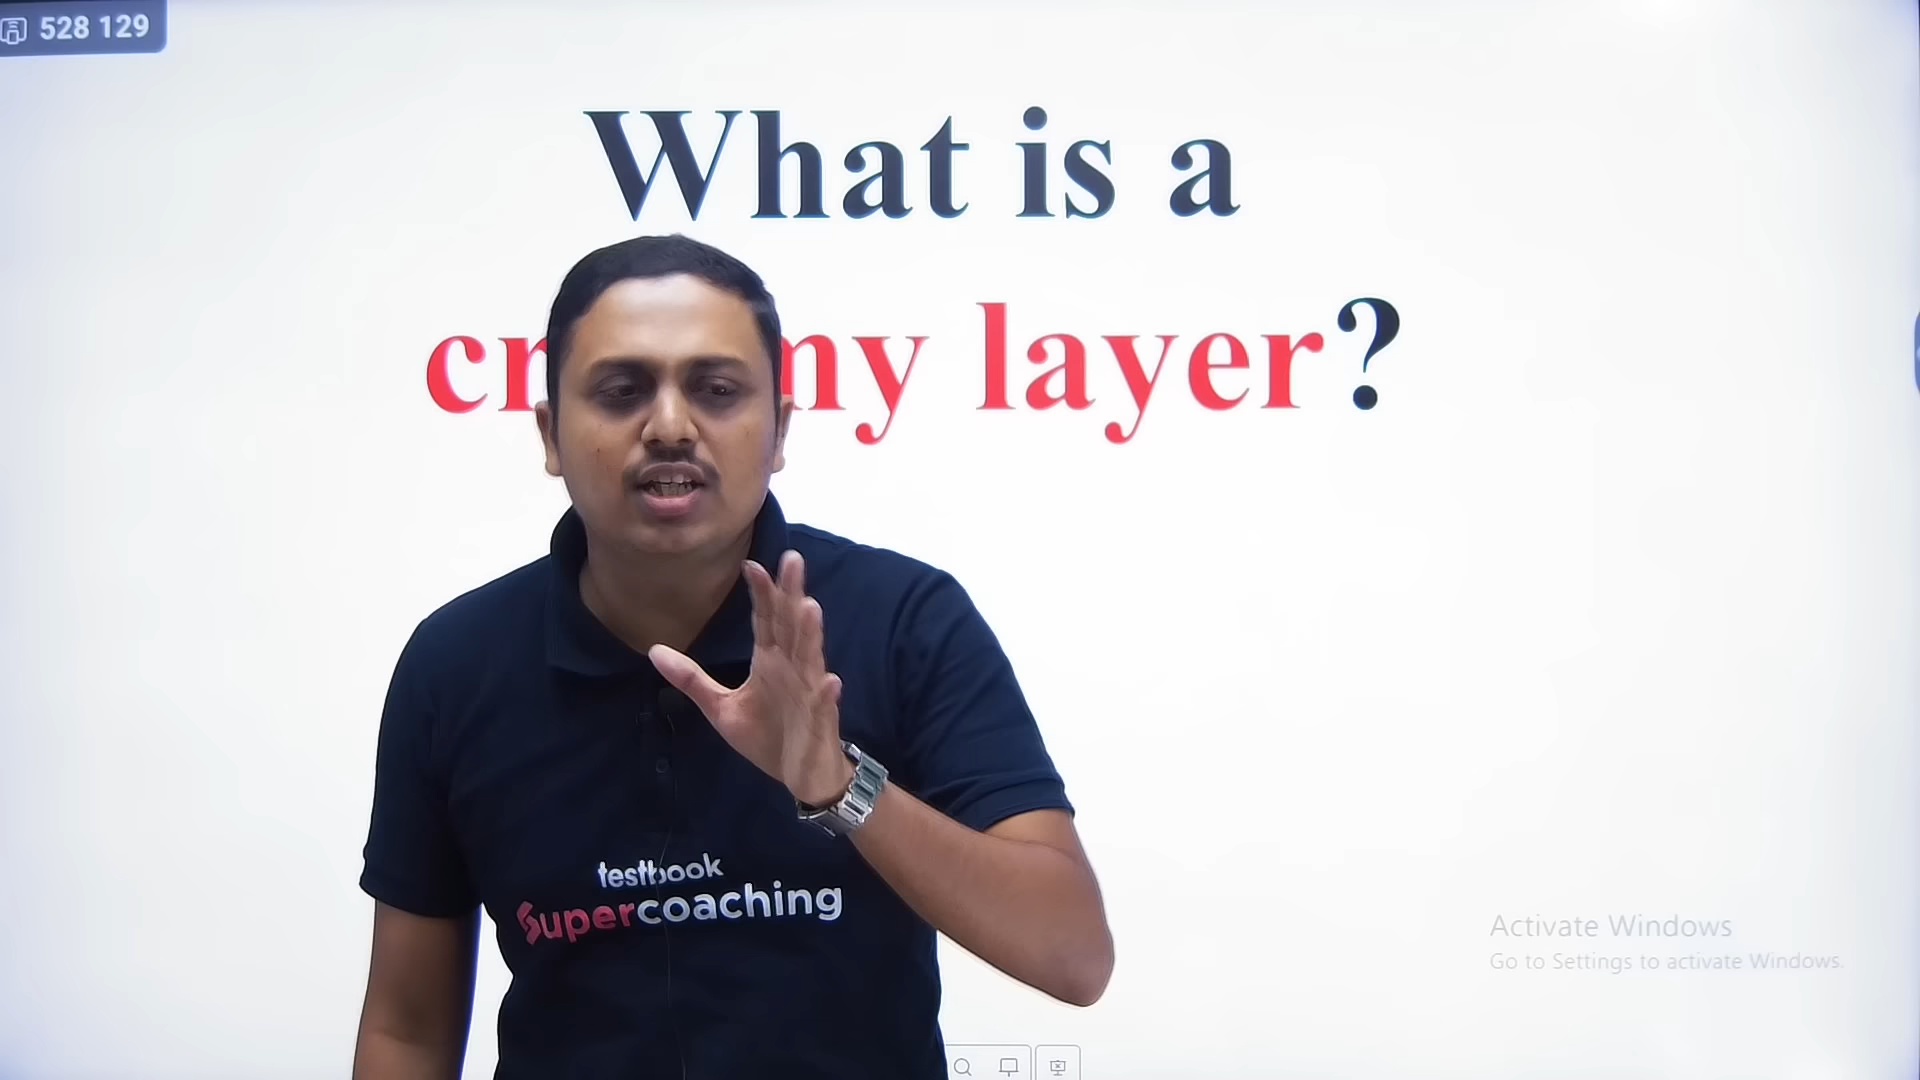 528 129
What is a
layer?
testbook
Supercoaching
Activate Windows
Go to Settings to activate Windows.